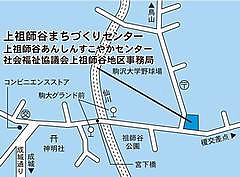 ↑烏山
上祖師谷まちづくりセンター
上祖師谷あんしんすこやかセンター
社会福祉協議会上祖師谷地区事務局
駒沢大学野球場
コンビニエンスストア
仙川
駒大グランド前
神明社
祖師谷
公園
榎交差点→
成城通り
成城↓
宮下橋